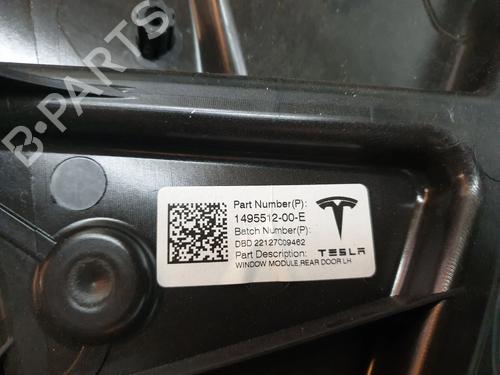 B-PARTS
Part Number(P):
1495512-00-E
Batch Number(P):
DBD 22127C09462
Part Description:
WINDOW MODULE,REAR DOOR LH
TESLA